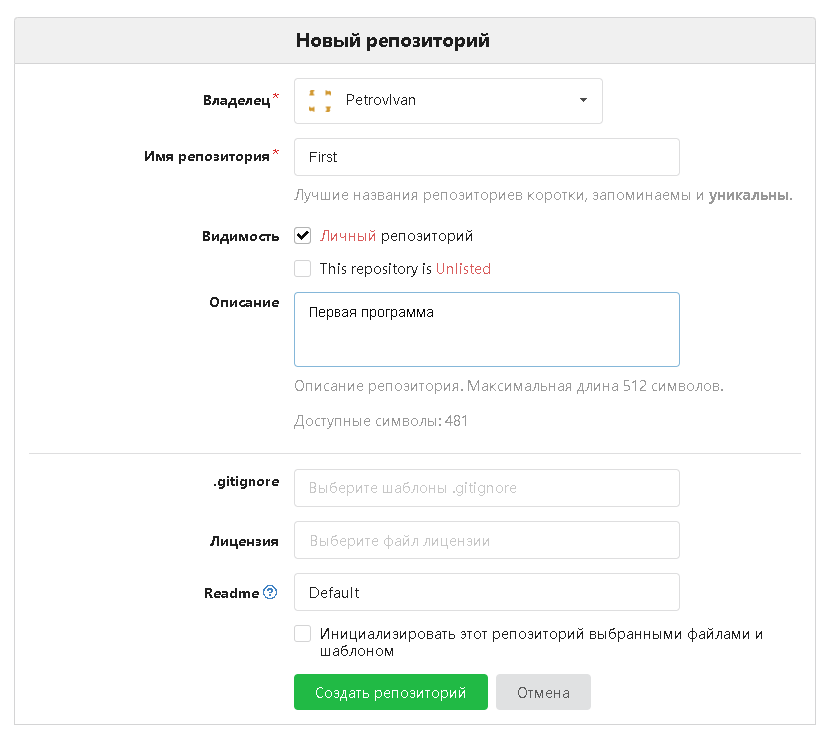 Новый репозиторий
Владелец* PetrovIvan
Имя репозитория* First
Лучшие названия репозиториев коротки, запоминаемы и уникальны.
Видимость Личный репозиторий
This repository is Unlisted
Описание Первая программа
Описание репозитория. Максимальная длина 512 символов.
Доступные символы: 481
.gitignore Выберите шаблоны .gitignore
Лицензия Выберите файл лицензии
Readme ? Default
Инициализировать этот репозиторий выбранными файлами и
шаблоном
Создать репозиторий Отмена